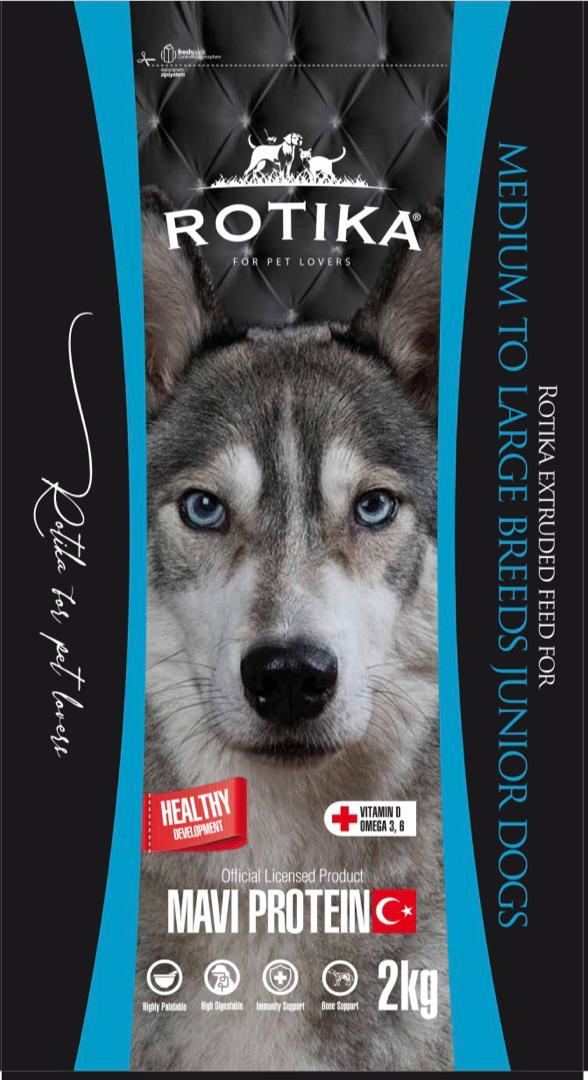 freshpack
ROTIKA®
FOR PET LOVERS
ROTIKA EXTRUDED FEED FOR
MEDIUM TO LARGE BREEDS JUNIOR DOGS
Rotika for pet lovers
HEALTHY
DEVELOPMENT
VITAMIN D
OMEGA 3, 6
Official Licensed Product
MAVI PROTEIN
Highly Palatable
High Digestable
Immunity Support
Bone Support
2kg